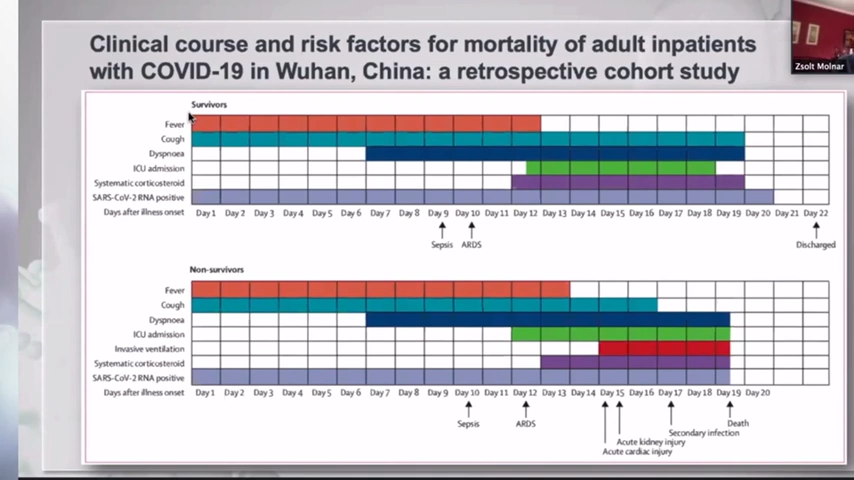 Clinical course and risk factors for mortality of adult inpatients
with COVID-19 in Wuhan, China: a retrospective cohort study
Zsolt Molnar
Survivors
Fever
Cough
Dyspnoea
ICU admission
Systematic corticosteroid
SARS-CoV-2 RNA positive
Days after illness onset Day 1 Day 2 Day 3 Day 4 Day 5 Day 6 Day 7 Day 8 Day 9 Day 10 Day 11 Day 12 Day 13 Day 14 Day 15 Day 16 Day 17 Day 18 Day 19 Day 20 Day 21 Day 22
Sepsis ARDS Discharged
Non-survivors
Fever
Cough
Dyspnoea
ICU admission
Invasive ventilation
Systematic corticosteroid
SARS-CoV-2 RNA positive
Days after illness onset Day 1 Day 2 Day 3 Day 4 Day 5 Day 6 Day 7 Day 8 Day 9 Day 10 Day 11 Day 12 Day 13 Day 14 Day 15 Day 16 Day 17 Day 18 Day 19 Day 20
Sepsis ARDS Death
Secondary infection
Acute kidney injury
Acute cardiac injury